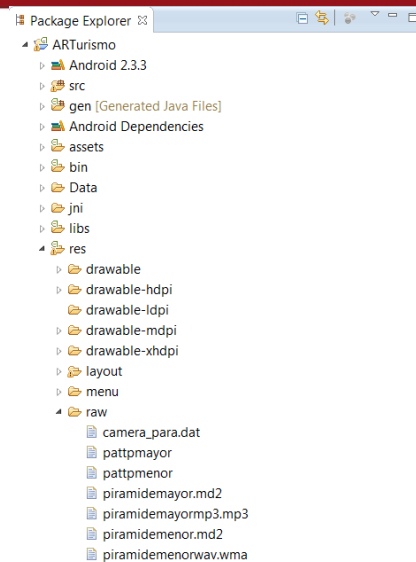 Package Explorer
ARTurismo
Android 2.3.3
src
gen [Generated Java Files]
Android Dependencies
assets
bin
Data
jni
libs
res
drawable
drawable-hdpi
drawable-ldpi
drawable-mdpi
drawable-xhdpi
layout
menu
raw
camera_para.dat
pattpmayor
pattpmenor
piramidemayor.md2
piramidemayormp3.mp3
piramidemenor.md2
piramidemenorwav.wma